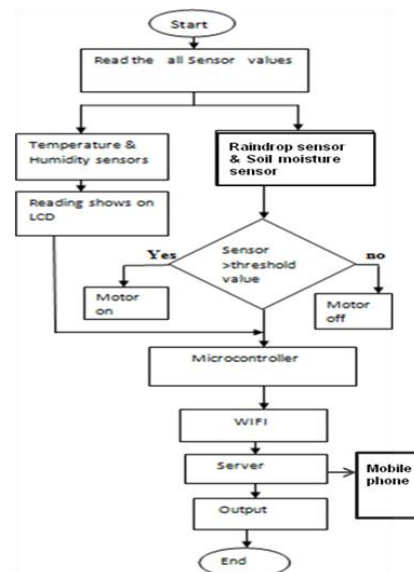 Start
Read the all Sensor values
Temperature &
Humidity sensors
Raindrop sensor
& Soil moisture
sensor
Reading shows on
LCD
Yes
Sensor
>threshold
value
no
Motor
on
Motor
off
Microcontroller
WIFI
Server
Mobile
phone
Output
End